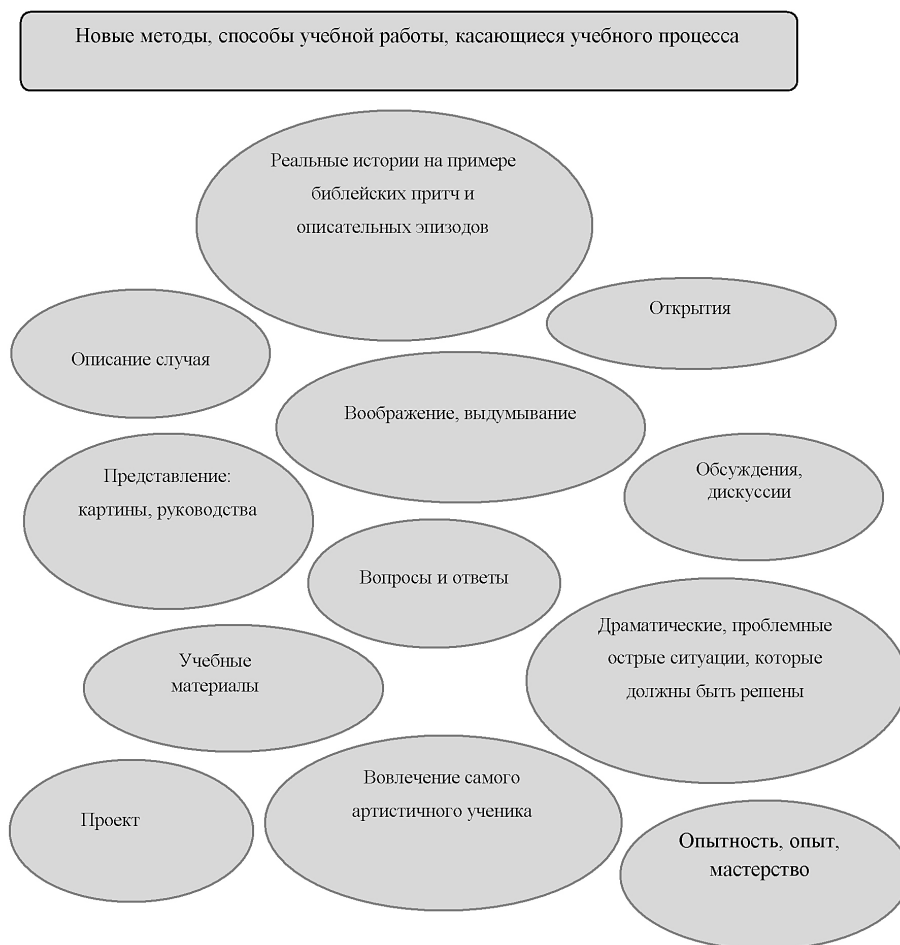 Новые методы, способы учебной работы, касающиеся учебного процесса
Реальные истории на примере
библейских притч и
описательных эпизодов
Открытия
Описание случая
Воображение, выдумывание
Представление:
картины, руководства
Обсуждения,
дискуссии
Вопросы и ответы
Драматические, проблемные
острые ситуации, которые
должны быть решены
Учебные
материалы
Вовлечение самого
артистичного ученика
Проект
Опытность, опыт,
мастерство